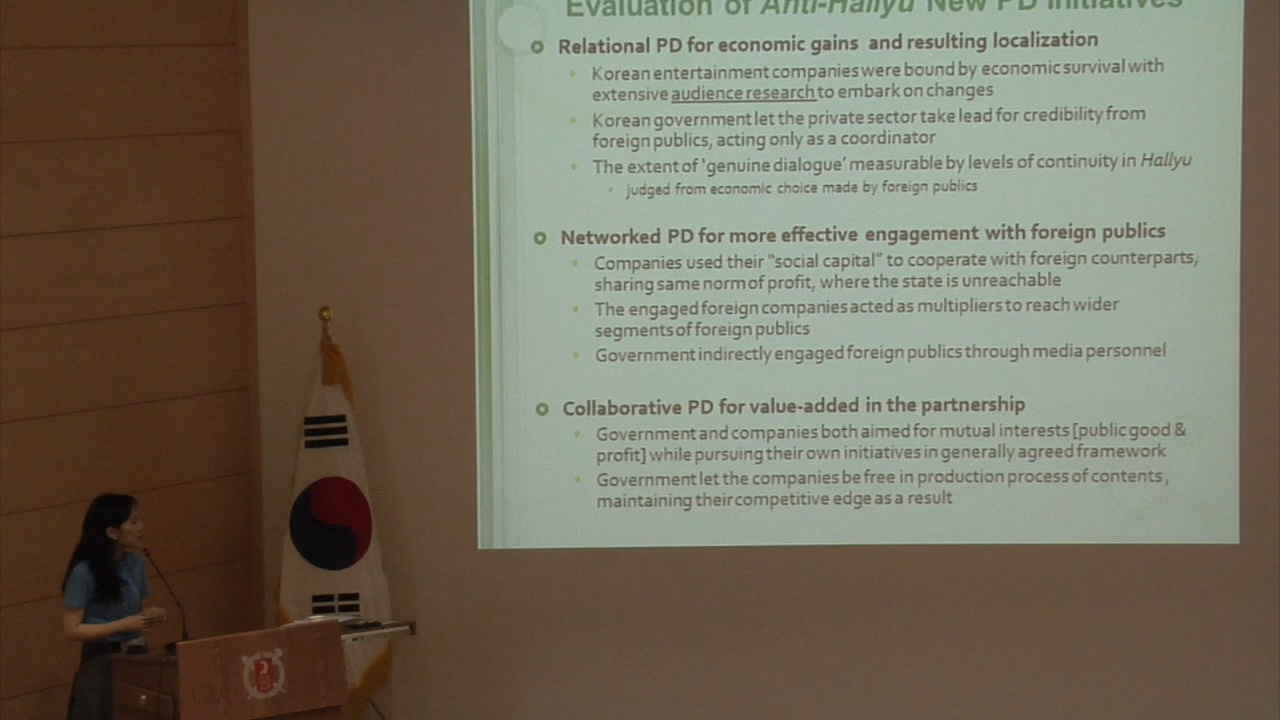 Evaluation of Anti-Hallyu New PD Initiatives
Relational PD for economic gains and resulting localization
Korean entertainment companies were bound by economic survival with
extensive audience research to embark on changes
Korean government let the private sector take lead for credibility from
foreign publics, acting only as a coordinator
The extent of 'genuine dialogue' measurable by levels of continuity in Hallyu
judged from economic choice made by foreign publics
Networked PD for more effective engagement with foreign publics
Companies used their "social capital" to cooperate with foreign counterparts,
sharing same norm of profit, where the state is unreachable
The engaged foreign companies acted as multipliers to reach wider
segments of foreign publics
Government indirectly engaged foreign publics through media personnel
Collaborative PD for value-added in the partnership
Government and companies both aimed for mutual interests [public good &
profit] while pursuing their own initiatives in generally agreed framework
Government let the companies be free in production process of contents,
maintaining their competitive edge as a result